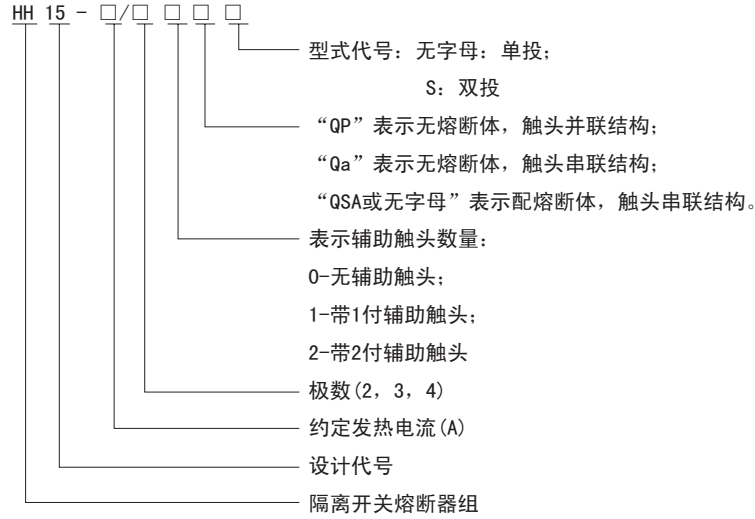 HH 15 - □/□ □ □ □
型式代号：无字母：单投；
S：双投
“QP”表示无熔断体，触头并联结构；
“Qa”表示无熔断体，触头串联结构；
“QSA或无字母”表示配熔断体，触头串联结构。
表示辅助触头数量：
0-无辅助触头；
1-带1付辅助触头；
2-带2付辅助触头
极数(2，3，4)
约定发热电流(A)
设计代号
隔离开关熔断器组